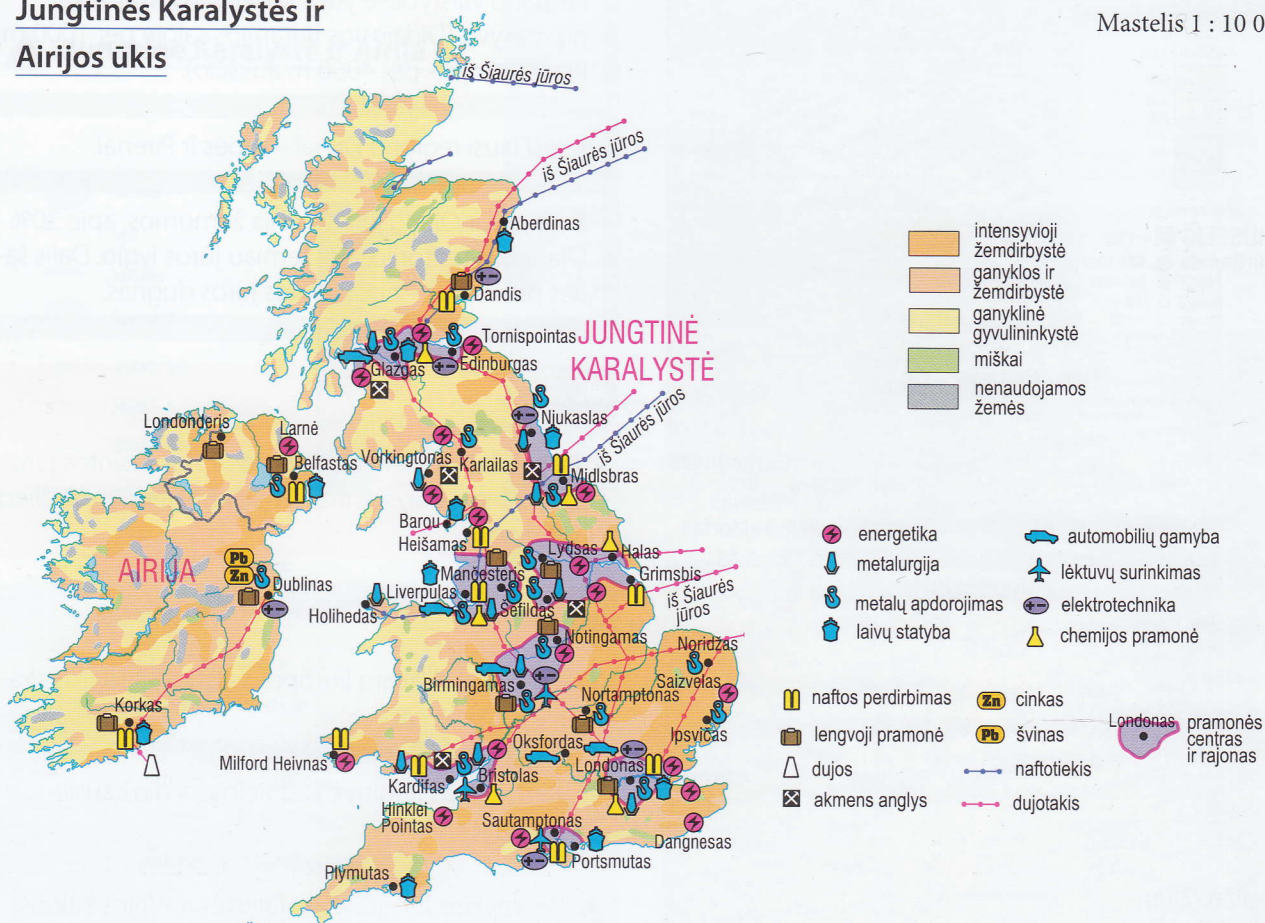 Jungtinės Karalystės ir
Airijos ūkis
Mastelis 1 : 10 0
iš Šiaurės jūros
iš Šiaurės jūros
Aberdinas
Dandis
Tornispointas
JUNGTINĖ
KARALYSTĖ
Glazgas
Edinburgas
Niukaslas
iš Šiaurės jūros
Londonderis
Larnė
Belfastas
Vorkingtonas
Karlailas
Midlsbras
Barou
Heišamas
Lydsas
Halas
AIRIJA
Pb
Zn
Dublinas
Mančesteris
Grimsbis
Liverpulas
iš Šiaurės
jūros
Holihedas
Šefildas
Notingamas
Noridžas
Birmingamas
Nortamptonas
Saizvelas
Korkas
Ipsvičas
Milford Heivnas
Oksfordas
Londonas
Kardifas
Bristolas
Hinklei
Pointas
Sautamptonas
Dangnesas
Portsmutas
Plymutas
intensyvioji
žemdirbystė
ganyklos ir
žemdirbystė
ganyklinė
gyvulininkystė
miškai
nenaudojamos
žemės
energetika
metalurgija
metalų apdorojimas
laivų statyba
automobilių gamyba
lėktuvų surinkimas
elektrotechnika
chemijos pramonė
naftos perdirbimas
lengvoji pramonė
dujos
akmens anglys
Zn cinkas
Pb švinas
naftotiekis
dujotakis
Londonas
pramonės
centras
ir rajonas